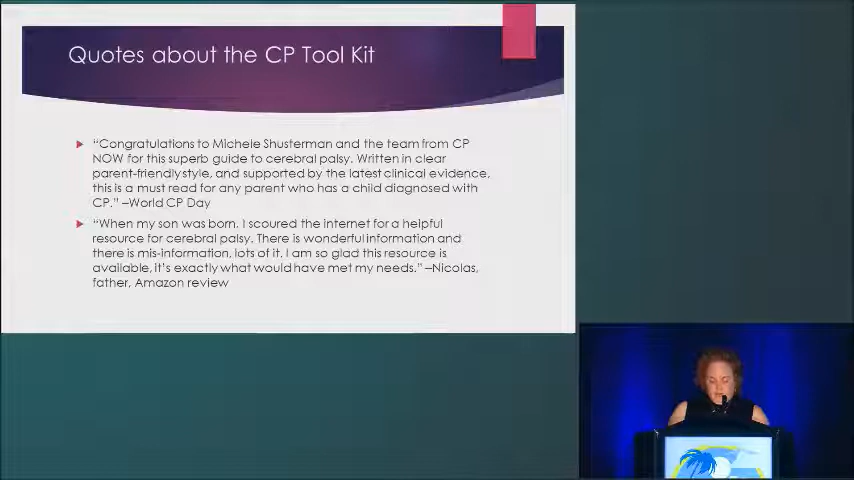 Quotes about the CP Tool Kit
“Congratulations to Michele Shusterman and the team from CP
NOW for this superb guide to cerebral palsy. Written in clear
parent-friendly style, and supported by the latest clinical evidence,
this is a must read for any parent who has a child diagnosed with
CP.” –World CP Day
“When my son was born, I scoured the internet for a helpful
resource for cerebral palsy. There is wonderful information and
there is mis-information, lots of it. I am so glad this resource is
available, it’s exactly what would have met my needs.” –Nicolas,
father, Amazon review